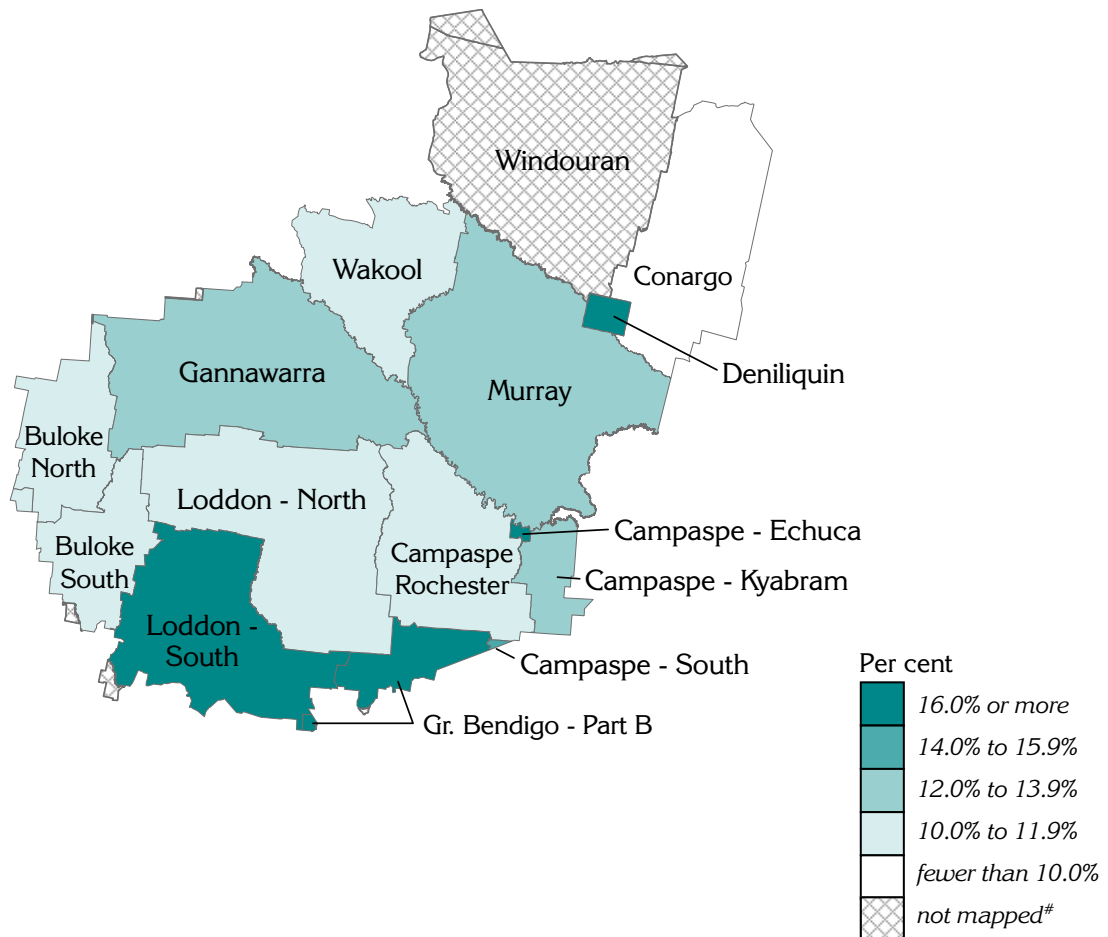 Windouran
Wakool
Conargo
Deniliquin
Gannawarra
Murray
Buloke
North
Loddon - North
Campaspe - Echuca
Buloke
South
Campaspe
Rochester
Campaspe - Kyabram
Loddon -
South
Campaspe - South
Gr. Bendigo - Part B
Per cent
16.0% or more
14.0% to 15.9%
12.0% to 13.9%
10.0% to 11.9%
fewer than 10.0%
not mapped#